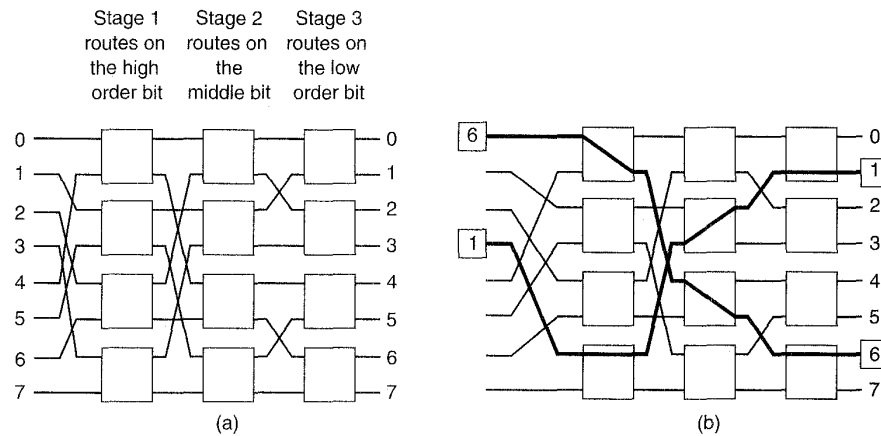 Stage 1 Stage 2 Stage 3
routes on routes on routes on
the high the the low
order bit middle bit order bit
0 0
1 1
2 2
3 3
4 4
5 5
6 6
7 7
(a)
6 0
1
2
1 3
4
5
6
7
(b)